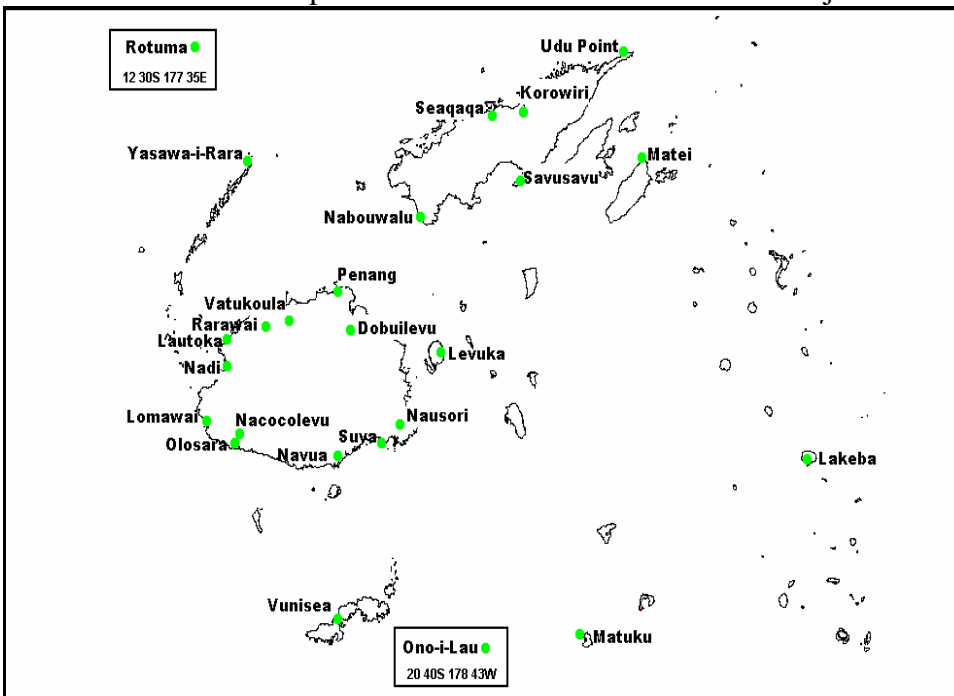 Rotuma
12 30S 177 35E
Udu Point
Korowiri
Seaqaqa
Yasawa-i-Rara
Matei
Savusavu
Nabouwalu
Penang
Vatukoula
Rarawai
Dobuilevu
Lautoka
Levuka
Nadi
Lomawai
Nacocolevu
Nausori
Olosara
Suva
Navua
Lakeba
Vunisea
Matuku
Ono-i-Lau
20 40S 178 43W